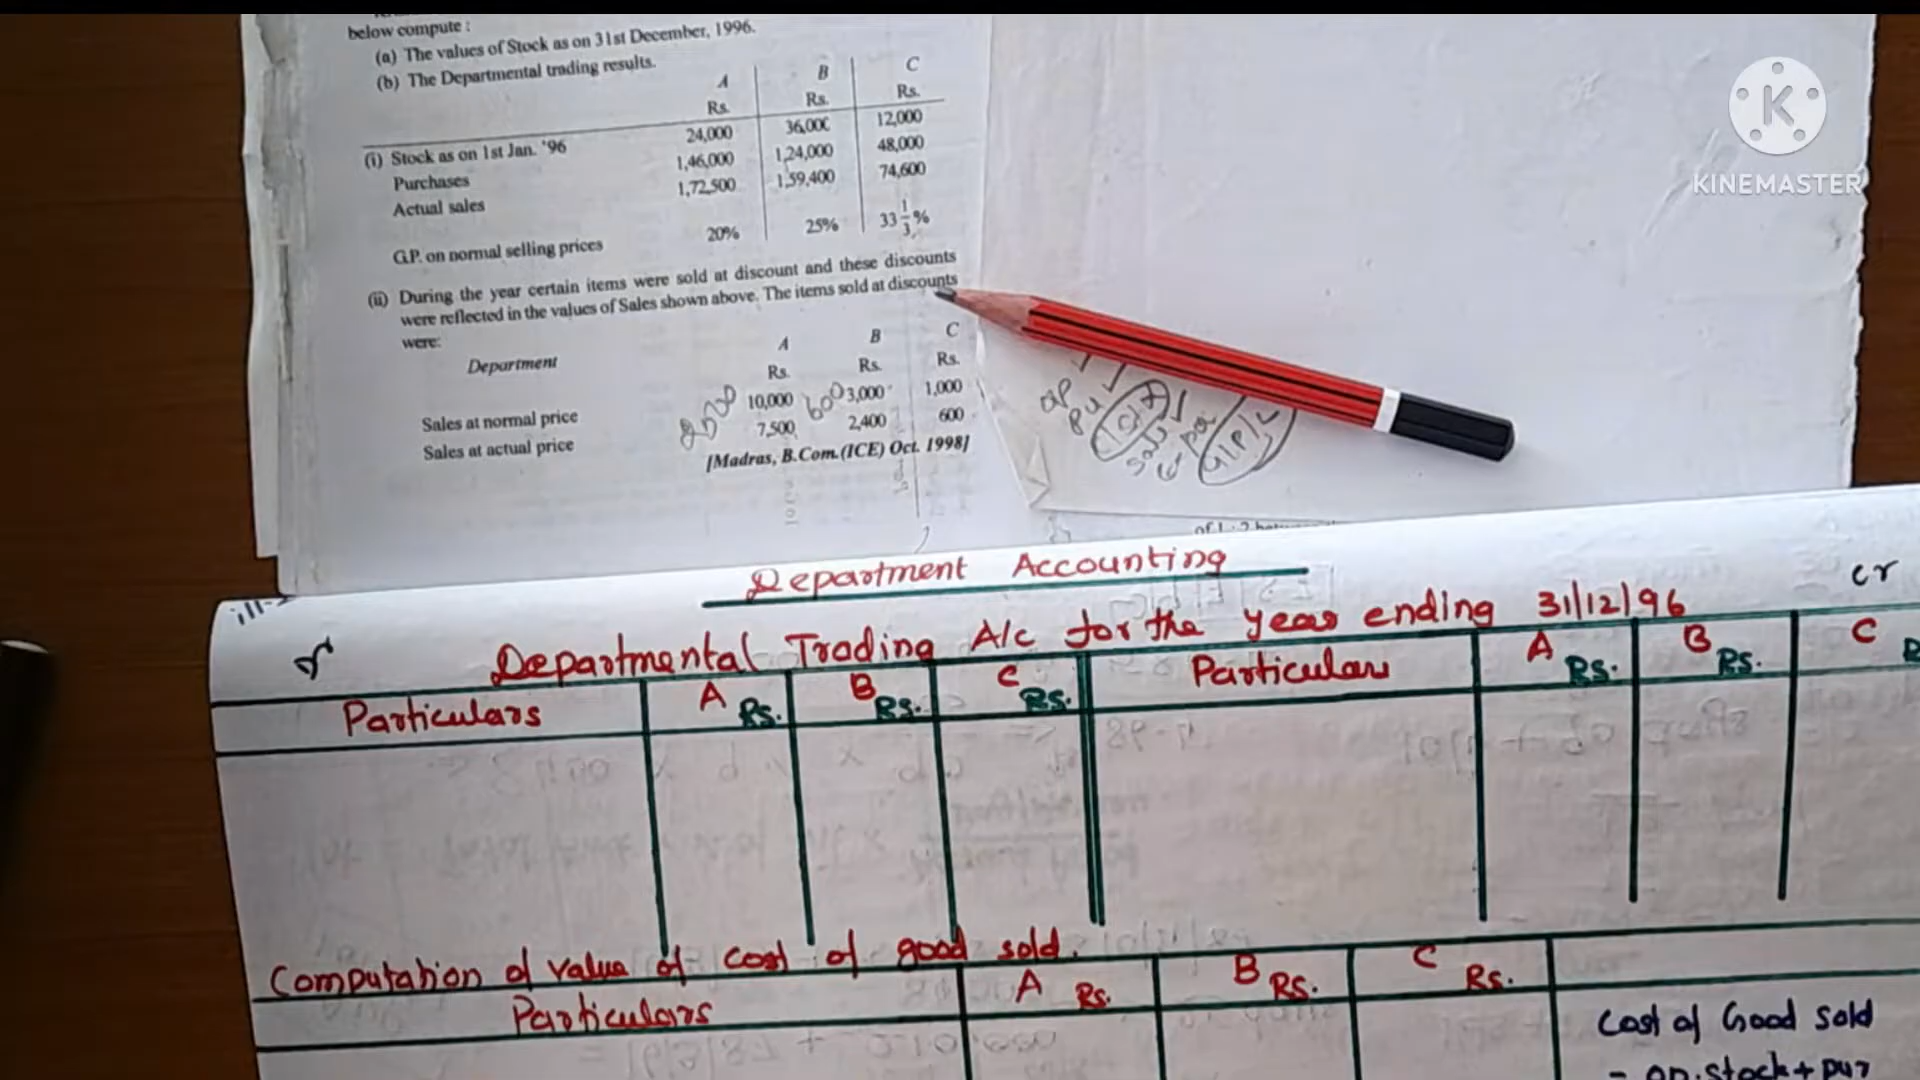 below compute :
(a) The values of Stock as on 31st December, 1996.
(b) The Departmental trading results.
A B C
Rs. Rs. Rs.
(i) Stock as on 1st Jan. '96 24,000 36,000 12,000
Purchases 1,46,000 1,24,000 48,000
Actual sales 1,72,500 1,59,400 74,600
G.P. on normal selling prices 20% 25% 33 1/3 %
(ii) During the year certain items were sold at discount and these discounts
were reflected in the values of Sales shown above. The items sold at discounts
were:
Department A B C
Rs. Rs. Rs.
Sales at normal price 10,000 3,000 1,000
Sales at actual price 7,500 2,400 600
[Madras, B.Com.(ICE) Oct. 1998]
600
KINEMASTER
Department Accounting
Departmental Trading A/c for the year ending 31/12/96
cr
Particulars A Rs. B Rs. C Rs. Particulars A Rs. B Rs. C
Computation of value of cost of good sold.
Particulars A Rs. B Rs. C Rs.
Cost of Good sold
- op.stock + pur